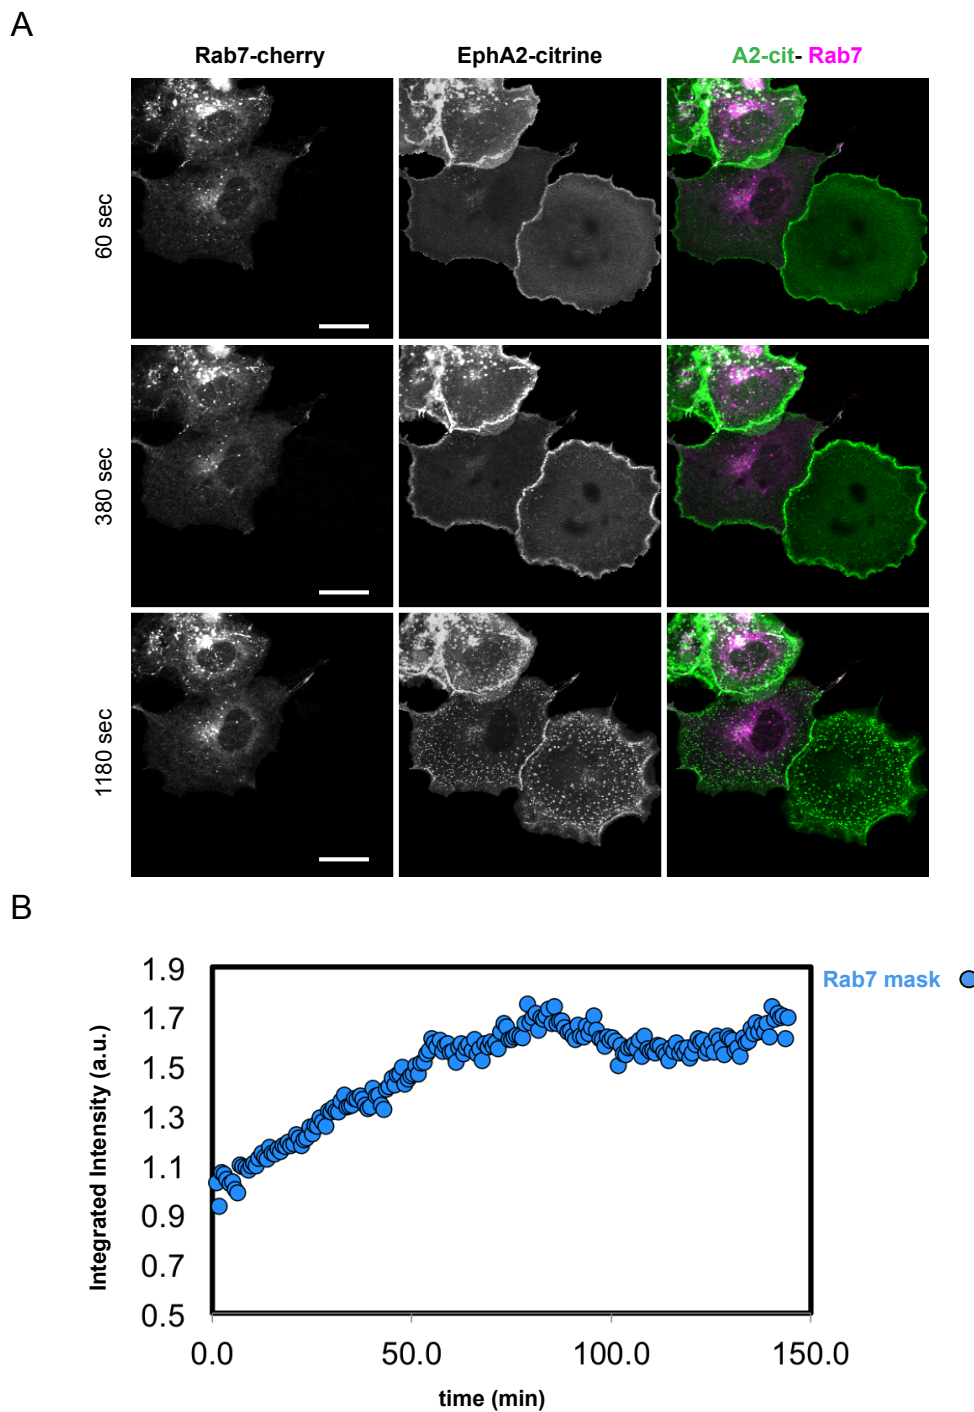 A
Rab7-cherry EphA2-citrine A2-cit- Rab7
60 sec
380 sec
1180 sec
B
Rab7 mask
Integrated Intensity (a.u.)
1.9
1.7
1.5
1.3
1.1
0.9
0.7
0.5
0.0 50.0 100.0 150.0
time (min)